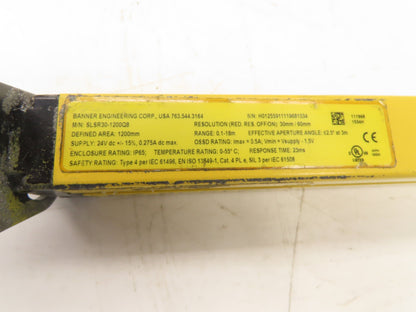 BANNER ENGINEERING CORP., USA 763.544.3164 S/N: H0125591119681534
M/N: SLSR30-1200Q8 RESOLUTION (RED. RES. OFF/ON): 30mm / 60mm
DEFINED AREA: 1200mm RANGE: 0.1-18m EFFECTIVE APERTURE ANGLE: ±2.5° at 3m
SUPPLY: 24V dc +/- 15%, 0.275A dc max. OSSD RATING: Imax = 0.5A, Vmin = Vsupply - 1.5V
ENCLOSURE RATING: IP65; TEMPERATURE RATING: 0-55° C; RESPONSE TIME: 23ms
SAFETY RATING: Type 4 per IEC 61496, EN ISO 13849-1, Cat. 4 PL e, SIL 3 per IEC 61508
111968
1534H
UL